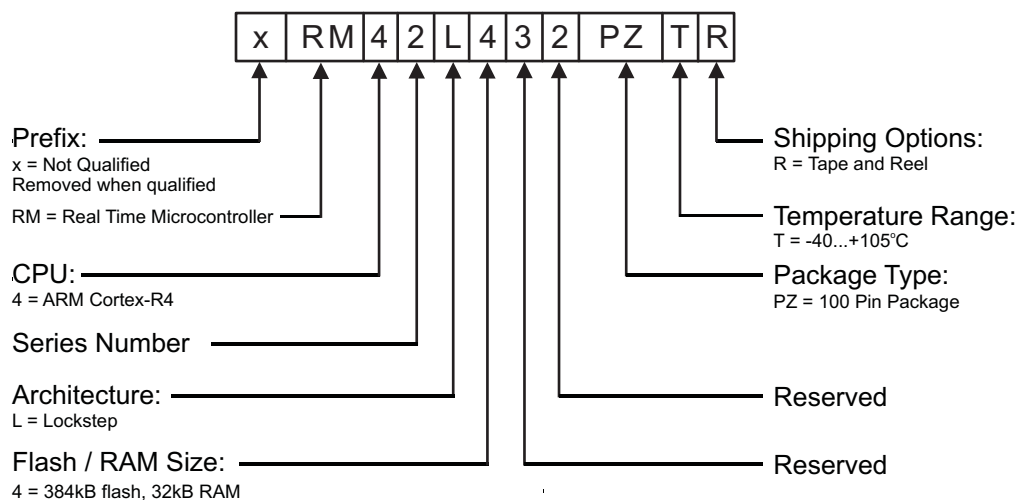 x RM 4 2 L 4 3 2 PZ T R
Prefix:
x = Not Qualified
Removed when qualified
RM = Real Time Microcontroller
CPU:
4 = ARM Cortex-R4
Series Number
Architecture:
L = Lockstep
Flash / RAM Size:
4 = 384kB flash, 32kB RAM
Shipping Options:
R = Tape and Reel
Temperature Range:
T = -40...+105°C
Package Type:
PZ = 100 Pin Package
Reserved
Reserved